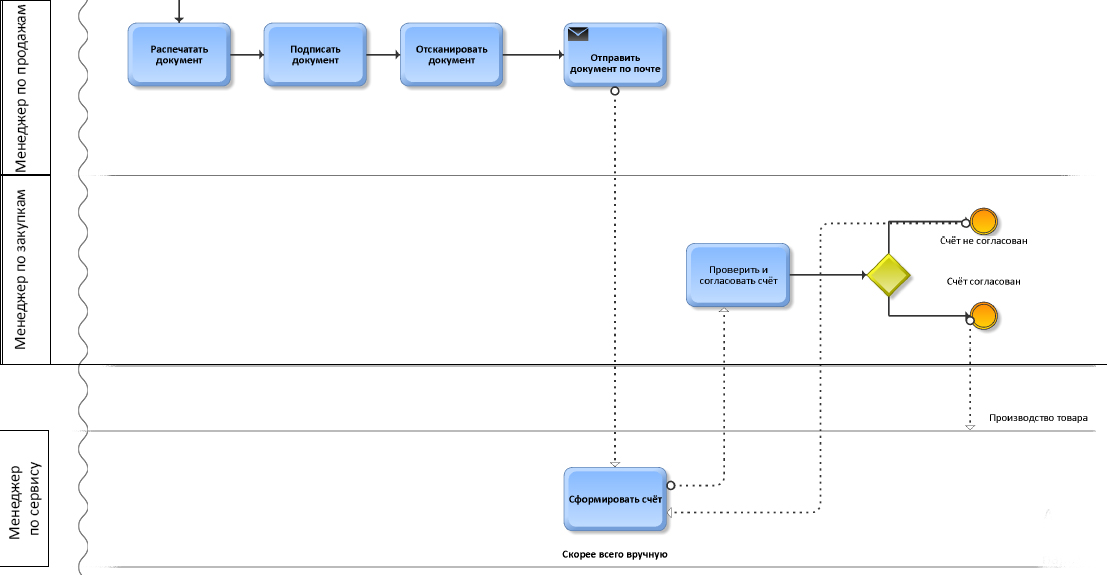 Менеджер по продажам
Распечатать
документ
Подписать
документ
Отсканировать
документ
Отправить
документ по почте
Менеджер по закупкам
Проверить и
согласовать счёт
Счёт не согласован
Счёт согласован
Производство товара
Менеджер
по сервису
Сформировать счёт
Скорее всего вручную